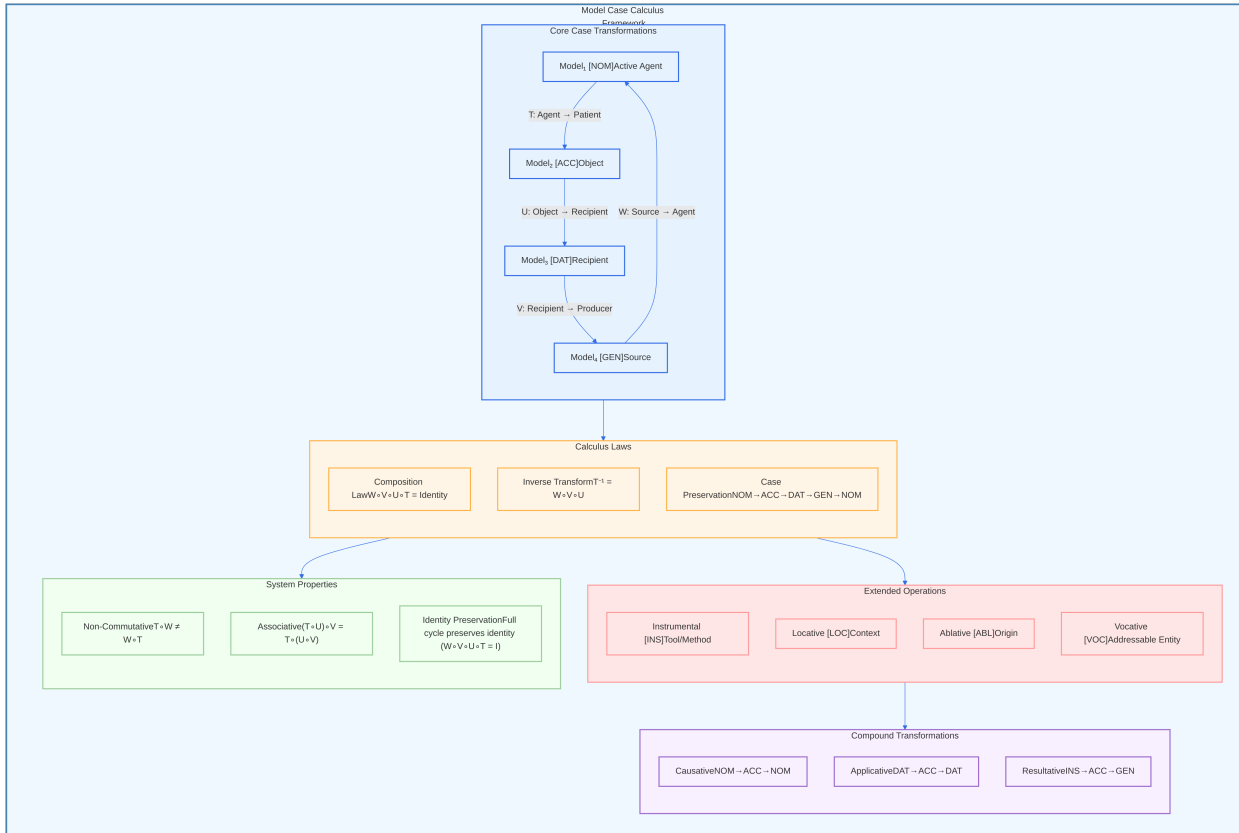 Model Case Calculus
Framework
Core Case Transformations
Model₁ [NOM]Active Agent
T: Agent → Patient
Model₂ [ACC]Object
U: Object → Recipient
W: Source → Agent
Model₃ [DAT]Recipient
V: Recipient → Producer
Model₄ [GEN]Source
Calculus Laws
Composition
LawW∘V∘U∘T = Identity
Inverse TransformT⁻¹ =
W∘V∘U
Case
PreservationNOM→ACC→DAT→GEN→NOM
System Properties
Non-CommutativeT∘W ≠
W∘T
Associative(T∘U)∘V =
T∘(U∘V)
Identity PreservationFull
cycle preserves identity
(W∘V∘U∘T = I)
Extended Operations
Instrumental
[INS]Tool/Method
Locative [LOC]Context
Ablative [ABL]Origin
Vocative
[VOC]Addressable Entity
Compound Transformations
CausativeNOM→ACC→NOM
ApplicativeDAT→ACC→DAT
ResultativeINS→ACC→GEN